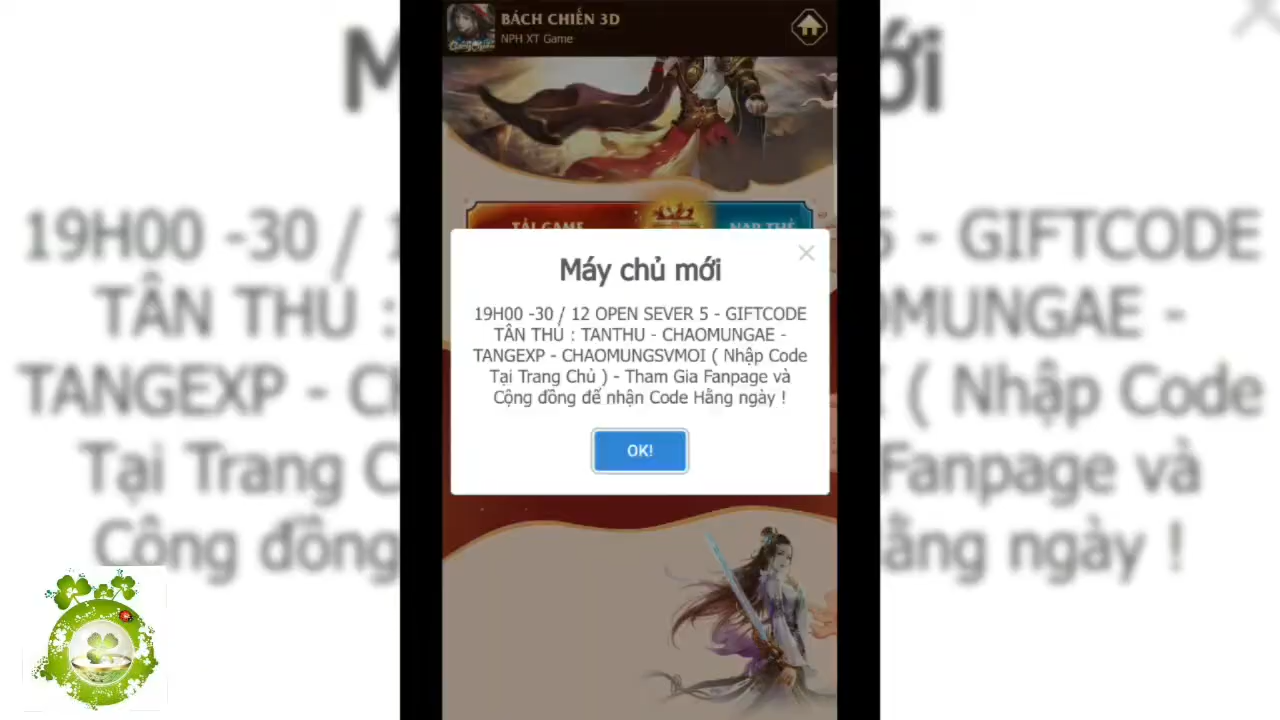 BÁCH CHIẾN 3D
NPH XT Game
TẢI GAME
NẠP THẺ
Máy chủ mới
19H00 -30 / 12 OPEN SEVER 5 - GIFTCODE
TÂN THỦ : TANTHU - CHAOMUNGAE -
TANGEXP - CHAOMUNGSVMOI ( Nhập Code
Tại Trang Chủ ) - Tham Gia Fanpage và
Cộng đồng để nhận Code Hằng ngày !
OK!